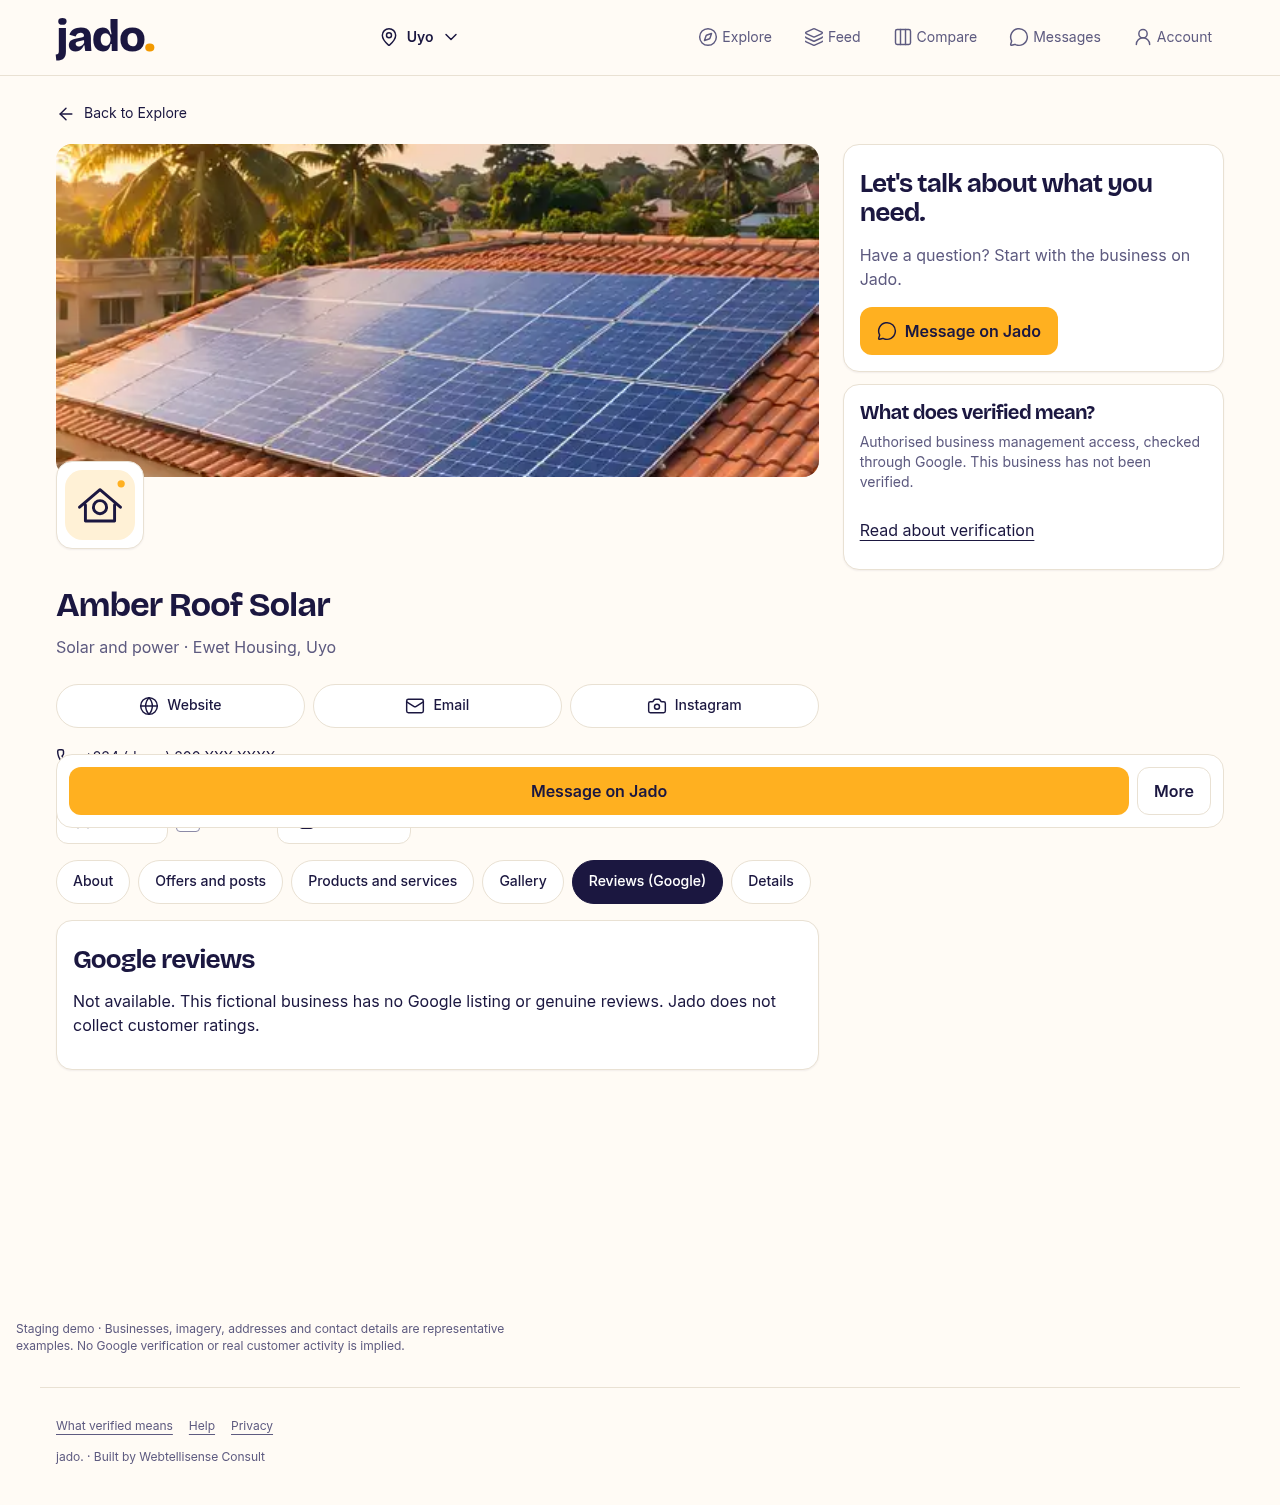 jado.
Uyo
Explore
Feed
Compare
Messages
Account
Back to Explore
Let's talk about what you
need.
Have a question? Start with the business on
Jado.
Message on Jado
What does verified mean?
Authorised business management access, checked
through Google. This business has not been
verified.
Read about verification
Amber Roof Solar
Solar and power · Ewet Housing, Uyo
Website
Email
Instagram
Message on Jado
More
About
Offers and posts
Products and services
Gallery
Reviews (Google)
Details
Google reviews
Not available. This fictional business has no Google listing or genuine reviews. Jado does not
collect customer ratings.
Staging demo · Businesses, imagery, addresses and contact details are representative
examples. No Google verification or real customer activity is implied.
What verified means
Help
Privacy
jado. · Built by Webtellisense Consult